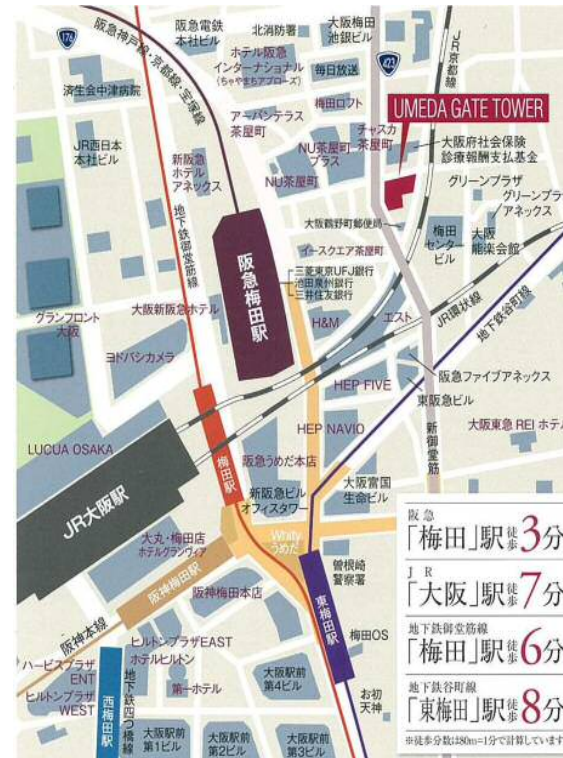 176
阪急神戸線・京都線・宝塚線
阪急電鉄
本社ビル
北消防署
大阪梅田
池銀ビル
423
JR京都線
ホテル阪急
インターナショナル
(ちゃやまちアプローズ)
毎日放送
済生会中津病院
アーバンテラス
茶屋町
梅田ロフト
UMEDA GATE TOWER
JR西日本
本社ビル
新阪急
ホテル
アネックス
NU茶屋町
プラス
チャスカ
茶屋町
大阪府社会保険
診療報酬支払基金
NU茶屋町
グリーンプラザ
グリーンプラザ
アネックス
地下鉄御堂筋線
大阪鶴野町郵便局
梅田
センター
ビル
大阪
能楽会館
イースクエア茶屋町
阪急梅田駅
三菱東京UFJ銀行
池田泉州銀行
三井住友銀行
グランフロント
大阪
大阪新阪急ホテル
H&M
エスト
JR環状線
地下鉄谷町線
ヨドバシカメラ
阪急ファイブアネックス
HEP FIVE
東阪急ビル
HEP NAVIO
大阪東急 REI ホテル
新御堂筋
LUCUA OSAKA
梅田駅
阪急うめだ本店
JR大阪駅
新阪急ビル
オフィスタワー
大阪富国
生命ビル
大丸・梅田店
ホテルグランヴィア
Whity
うめだ
曽根崎
警察署
阪神梅田駅
阪神梅田本店
東梅田駅
阪神本線
ヒルトンプラザEAST
ホテルヒルトン
梅田OS
ハービスプラザ
ENT
ヒルトンプラザ
WEST
西梅田駅
地下鉄四つ橋線
第一ホテル
大阪駅前
第4ビル
お初
天神
大阪駅前
第1ビル
大阪駅前
第2ビル
大阪駅前
第3ビル
阪急
「梅田」駅徒歩3分
JR
「大阪」駅徒歩7分
地下鉄御堂筋線
「梅田」駅徒歩6分
地下鉄谷町線
「東梅田」駅徒歩8分
※徒歩分数は80m=1分で計算しています